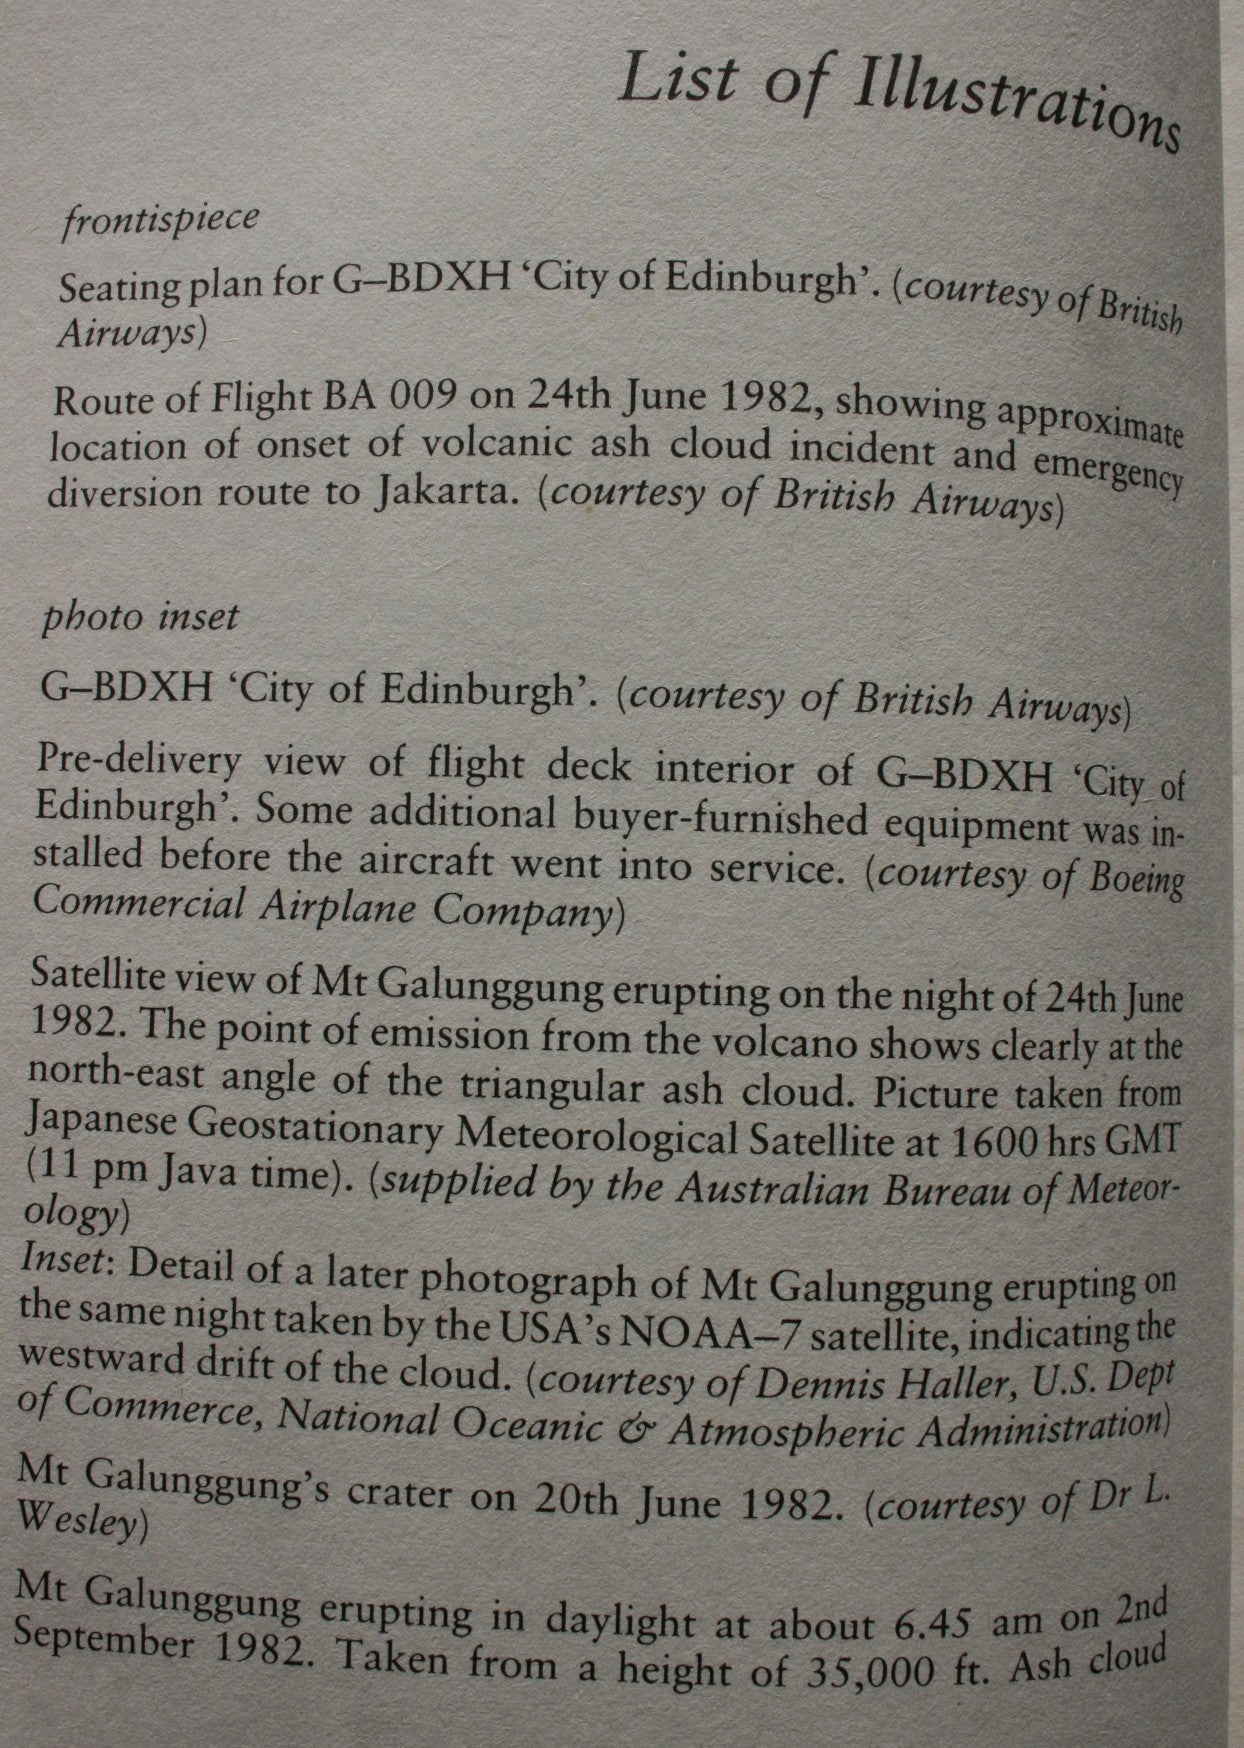 List of Illustrations
frontispiece
Seating plan for G–BDXH ‘City of Edinburgh’. (courtesy of British
Airways)
Route of Flight BA 009 on 24th June 1982, showing approximate
location of onset of volcanic ash cloud incident and emergency
diversion route to Jakarta. (courtesy of British Airways)
photo inset
G–BDXH ‘City of Edinburgh’. (courtesy of British Airways)
Pre-delivery view of flight deck interior of G–BDXH ‘City of
Edinburgh’. Some additional buyer-furnished equipment was in-
stalled before the aircraft went into service. (courtesy of Boeing
Commercial Airplane Company)
Satellite view of Mt Galunggung erupting on the night of 24th June
1982. The point of emission from the volcano shows clearly at the
north-east angle of the triangular ash cloud. Picture taken from
Japanese Geostationary Meteorological Satellite at 1600 hrs GMT
(11 pm Java time). (supplied by the Australian Bureau of Meteor-
ology)
Inset: Detail of a later photograph of Mt Galunggung erupting on
the same night taken by the USA’s NOAA–7 satellite, indicating the
westward drift of the cloud. (courtesy of Dennis Haller, U.S. Dept
of Commerce, National Oceanic & Atmospheric Administration)
Mt Galunggung’s crater on 20th June 1982. (courtesy of Dr L.
Wesley)
Mt Galunggung erupting in daylight at about 6.45 am on 2nd
September 1982. Taken from a height of 35,000 ft. Ash cloud